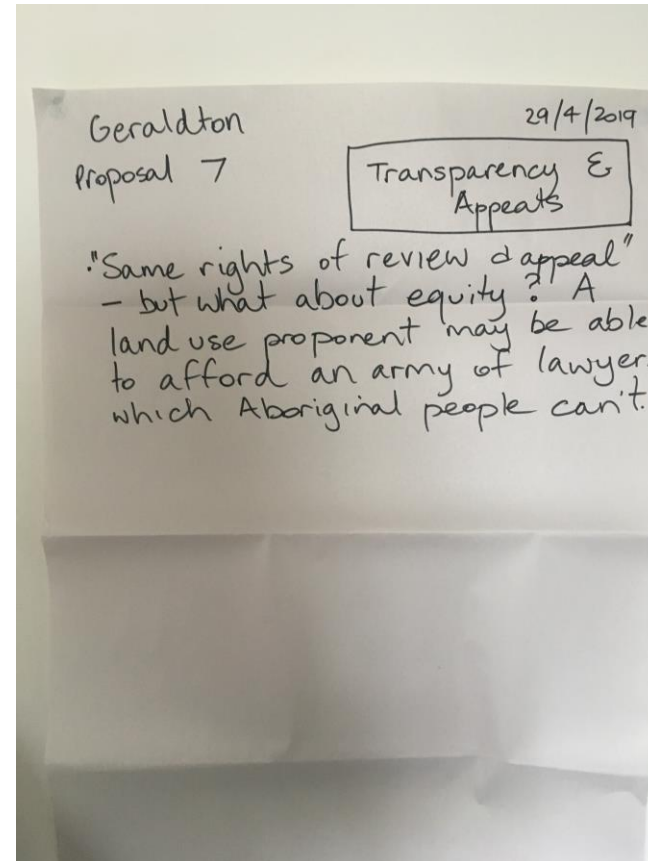 Geraldton
29/4/2019
Proposal 7
Transparency &
Appeals
."Same rights of review & appeal"
- but what about equity? A
land use proponent may be able
to afford an army of lawyer
which Aboriginal people can't.